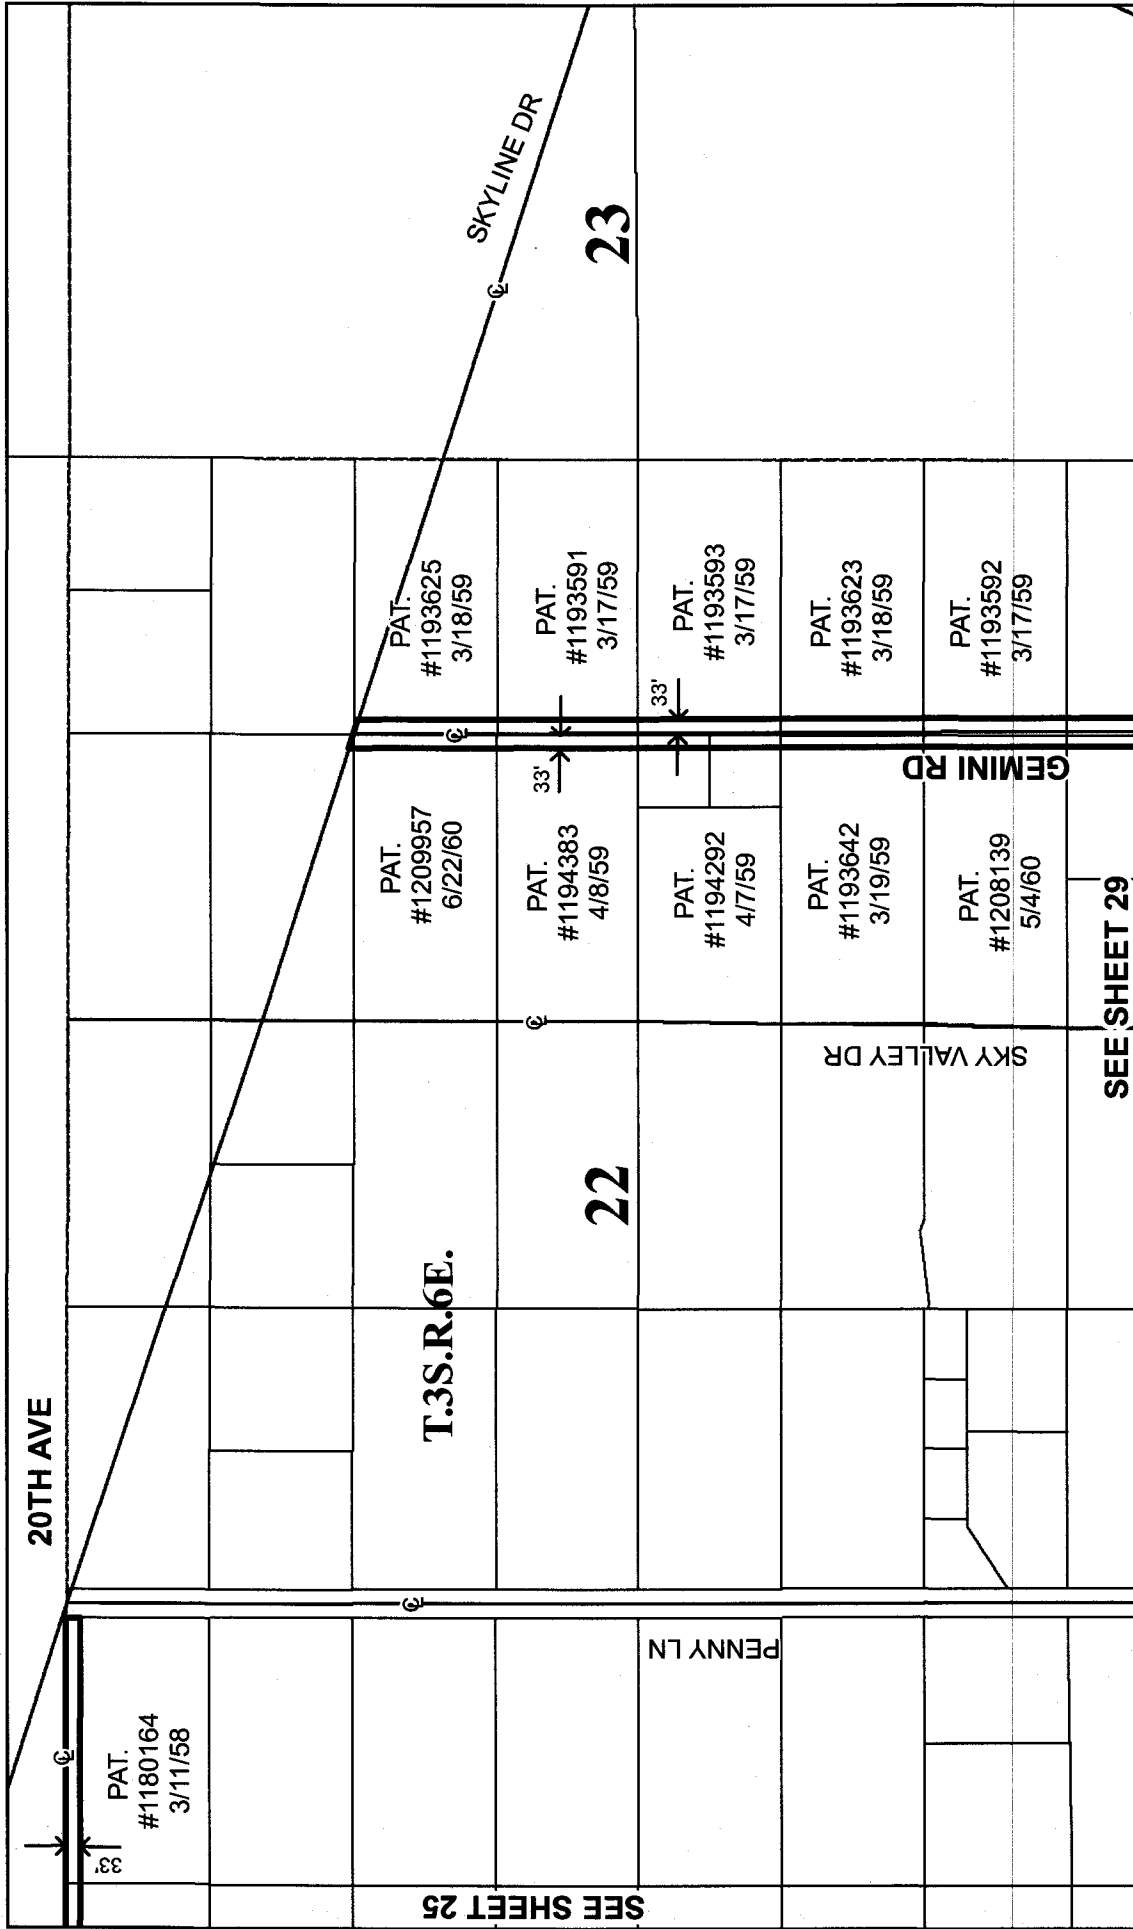 20TH AVE
SKYLINE DR
23
22
T.3S.R.6E.
PAT.
#1180164
3/11/58
33'
PAT.
#1209957
6/22/60
PAT.
#1194383
4/8/59
PAT.
#1194292
4/7/59
PAT.
#1193642
3/19/59
PAT.
#1208139
5/4/60
PAT.
#1193625
3/18/59
PAT.
#1193591
3/17/59
PAT.
#1193593
3/17/59
PAT.
#1193623
3/18/59
PAT.
#1193592
3/17/59
33'
33'
GEMINI RD
SKY VALLEY DR
PENNY LN
SEE SHEET 25
SEE SHEET 29